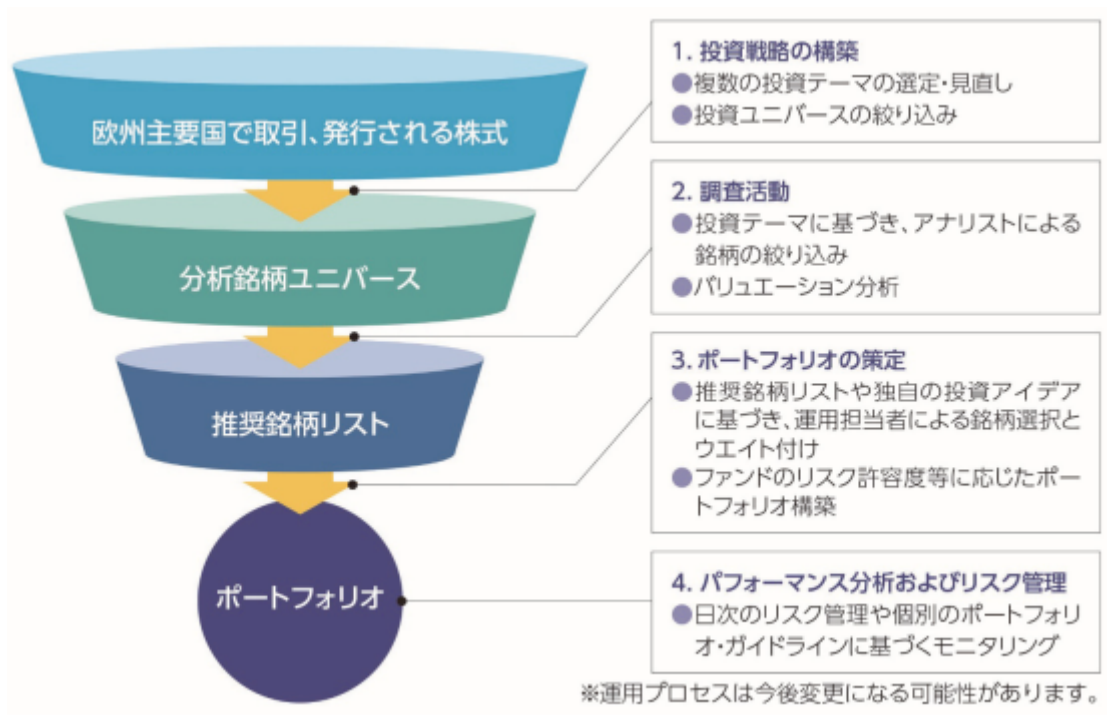 欧州主要国で取引、発行される株式
分析銘柄ユニバース
推奨銘柄リスト
ポートフォリオ
1. 投資戦略の構築
●複数の投資テーマの選定・見直し
●投資ユニバースの絞り込み
2. 調査活動
●投資テーマに基づき、アナリストによる
銘柄の絞り込み
●バリュエーション分析
3. ポートフォリオの策定
●推奨銘柄リストや独自の投資アイデア
に基づき、運用担当者による銘柄選択と
ウエイト付け
●ファンドのリスク許容度等に応じたポー
トフォリオ構築
4. パフォーマンス分析およびリスク管理
●日次のリスク管理や個別のポートフォリ
オ・ガイドラインに基づくモニタリング
※運用プロセスは今後変更になる可能性があります。